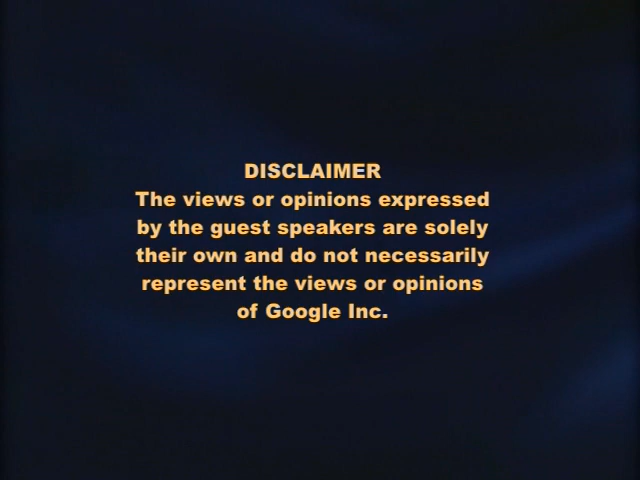 DISCLAIMER
The views or opinions expressed
by the guest speakers are solely
their own and do not necessarily
represent the views or opinions
of Google Inc.